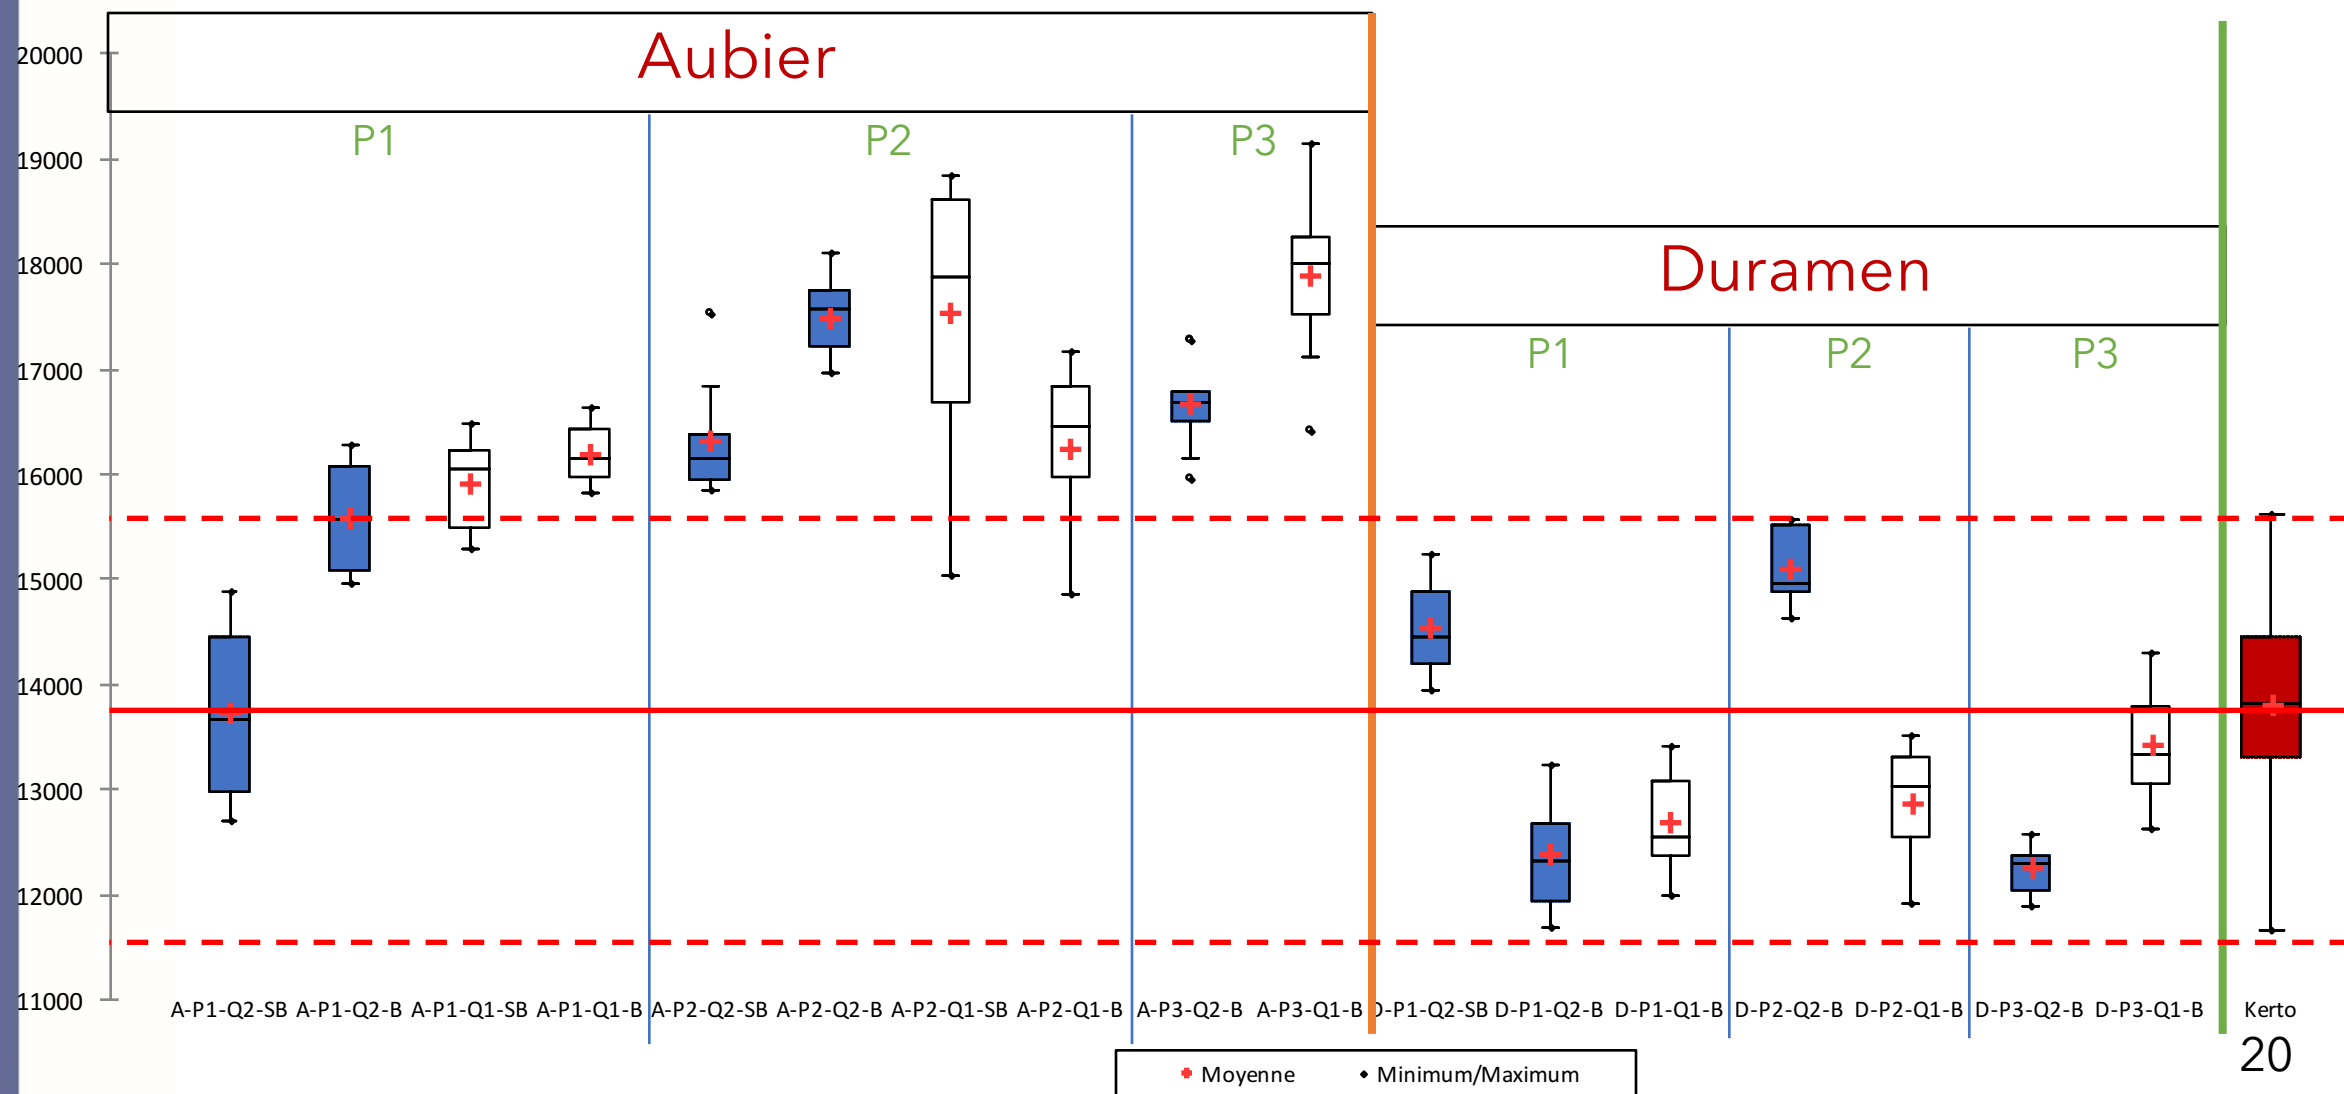 Aubier
P1 P2 P3
Duramen
P1 P2 P3
20000
19000
18000
17000
16000
15000
14000
13000
12000
11000
A-P1-Q2-SB A-P1-Q2-B A-P1-Q1-SB A-P1-Q1-B A-P2-Q2-SB A-P2-Q2-B A-P2-Q1-SB A-P2-Q1-B A-P3-Q2-B A-P3-Q1-B D-P1-Q2-SB D-P1-Q2-B D-P1-Q1-B D-P2-Q2-B D-P2-Q1-B D-P3-Q2-B D-P3-Q1-B Kerto
20
Moyenne Minimum/Maximum